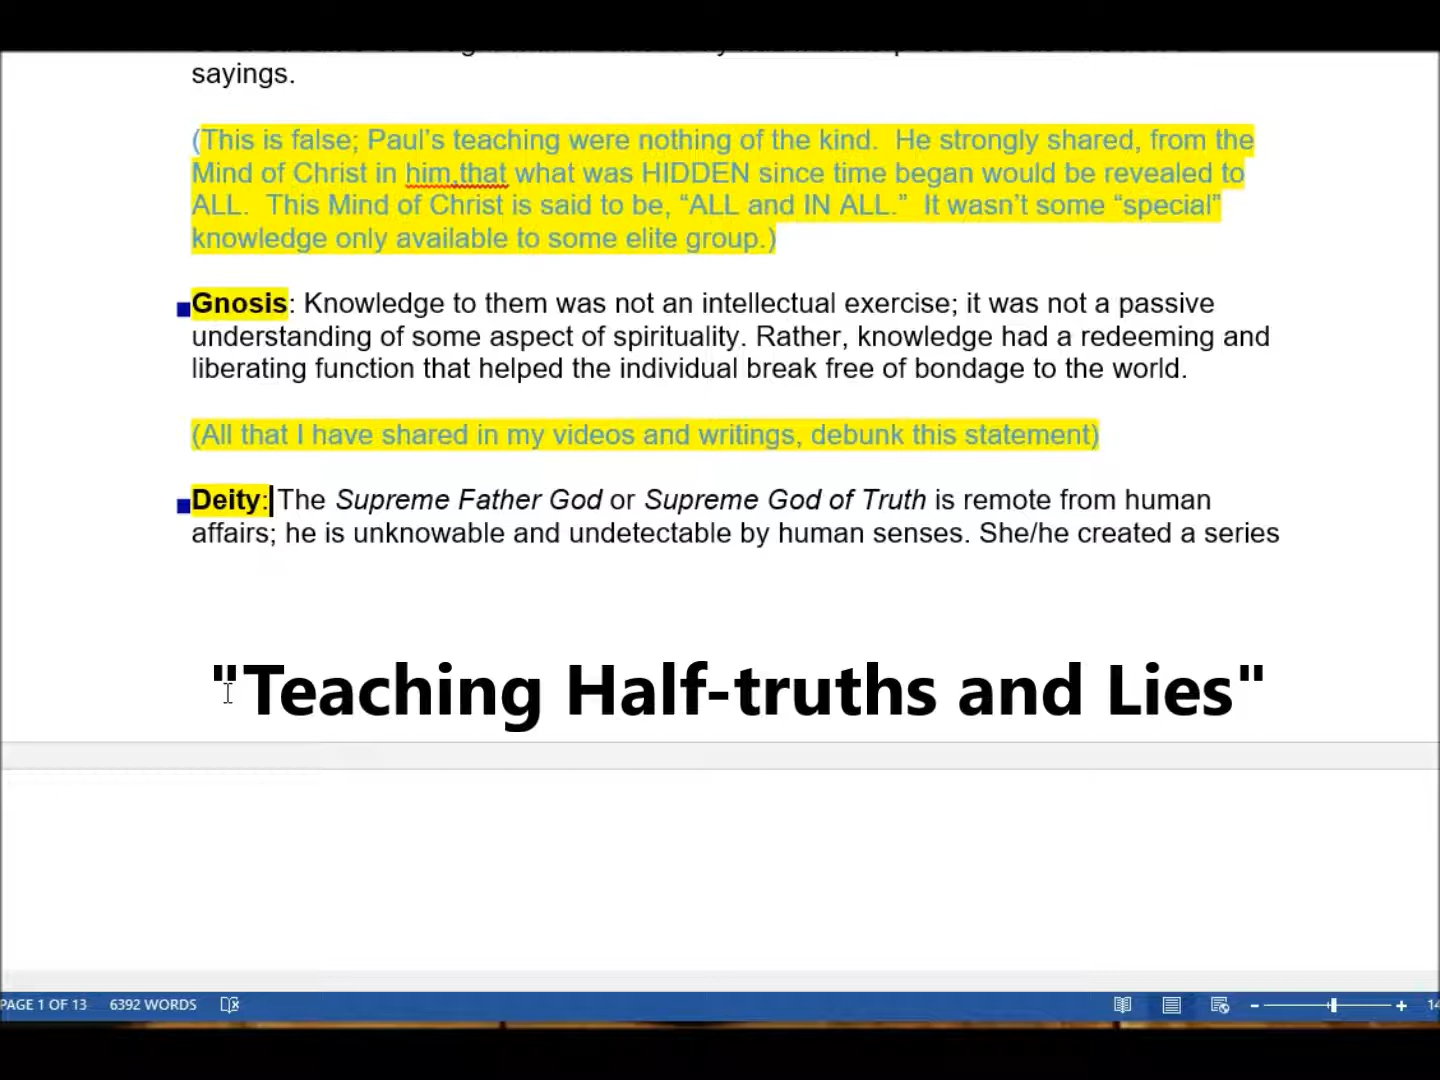 sayings.
(This is false; Paul’s teaching were nothing of the kind.  He strongly shared, from the
Mind of Christ in him,that what was HIDDEN since time began would be revealed to
ALL.  This Mind of Christ is said to be, “ALL and IN ALL.”  It wasn’t some “special”
knowledge only available to some elite group.)
Gnosis: Knowledge to them was not an intellectual exercise; it was not a passive
understanding of some aspect of spirituality. Rather, knowledge had a redeeming and
liberating function that helped the individual break free of bondage to the world.
(All that I have shared in my videos and writings, debunk this statement)
Deity: The Supreme Father God or Supreme God of Truth is remote from human
affairs; he is unknowable and undetectable by human senses. She/he created a series
"Teaching Half-truths and Lies"
PAGE 1 OF 13 6392 WORDS